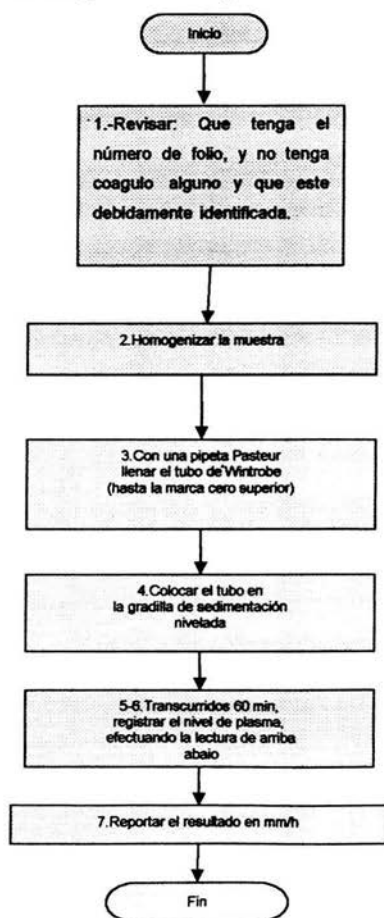 Inicio
1.-Revisar: Que tenga el
número de folio, y no tenga
coagulo alguno y que este
debidamente identificada.
2.Homogenizar la muestra
3.Con una pipeta Pasteur
llenar el tubo de Wintrobe
(hasta la marca cero superior)
4.Colocar el tubo en
la gradilla de sedimentación
nivelada
5-6.Transcurridos 60 min,
registrar el nivel de plasma,
efectuando la lectura de arriba
abajo
7.Reportar el resultado en mm/h
Fin